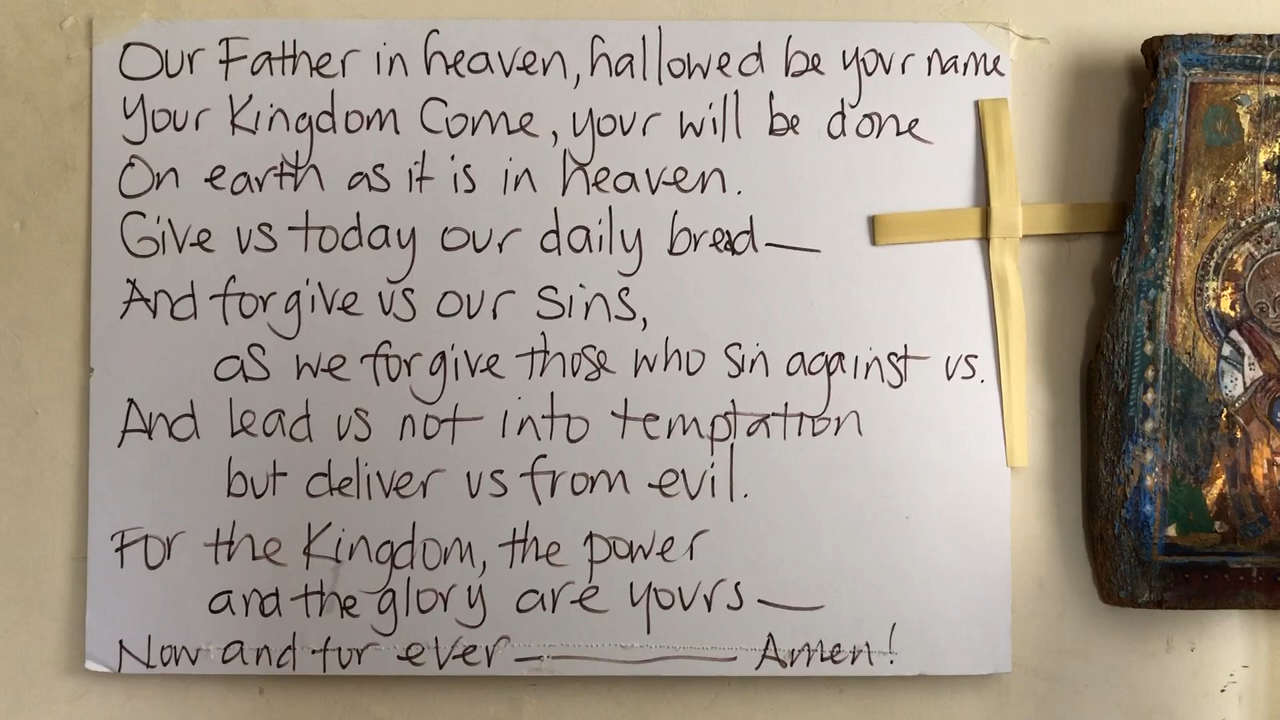 Our Father in heaven, hallowed be your name
Your Kingdom Come, your will be done
On earth as it is in heaven.
Give us today our daily bread—
And forgive us our sins,
as we forgive those who sin against us.
And lead us not into temptation
but deliver us from evil.
For the Kingdom, the power
and the glory are yours—
Now and for ever — Amen!